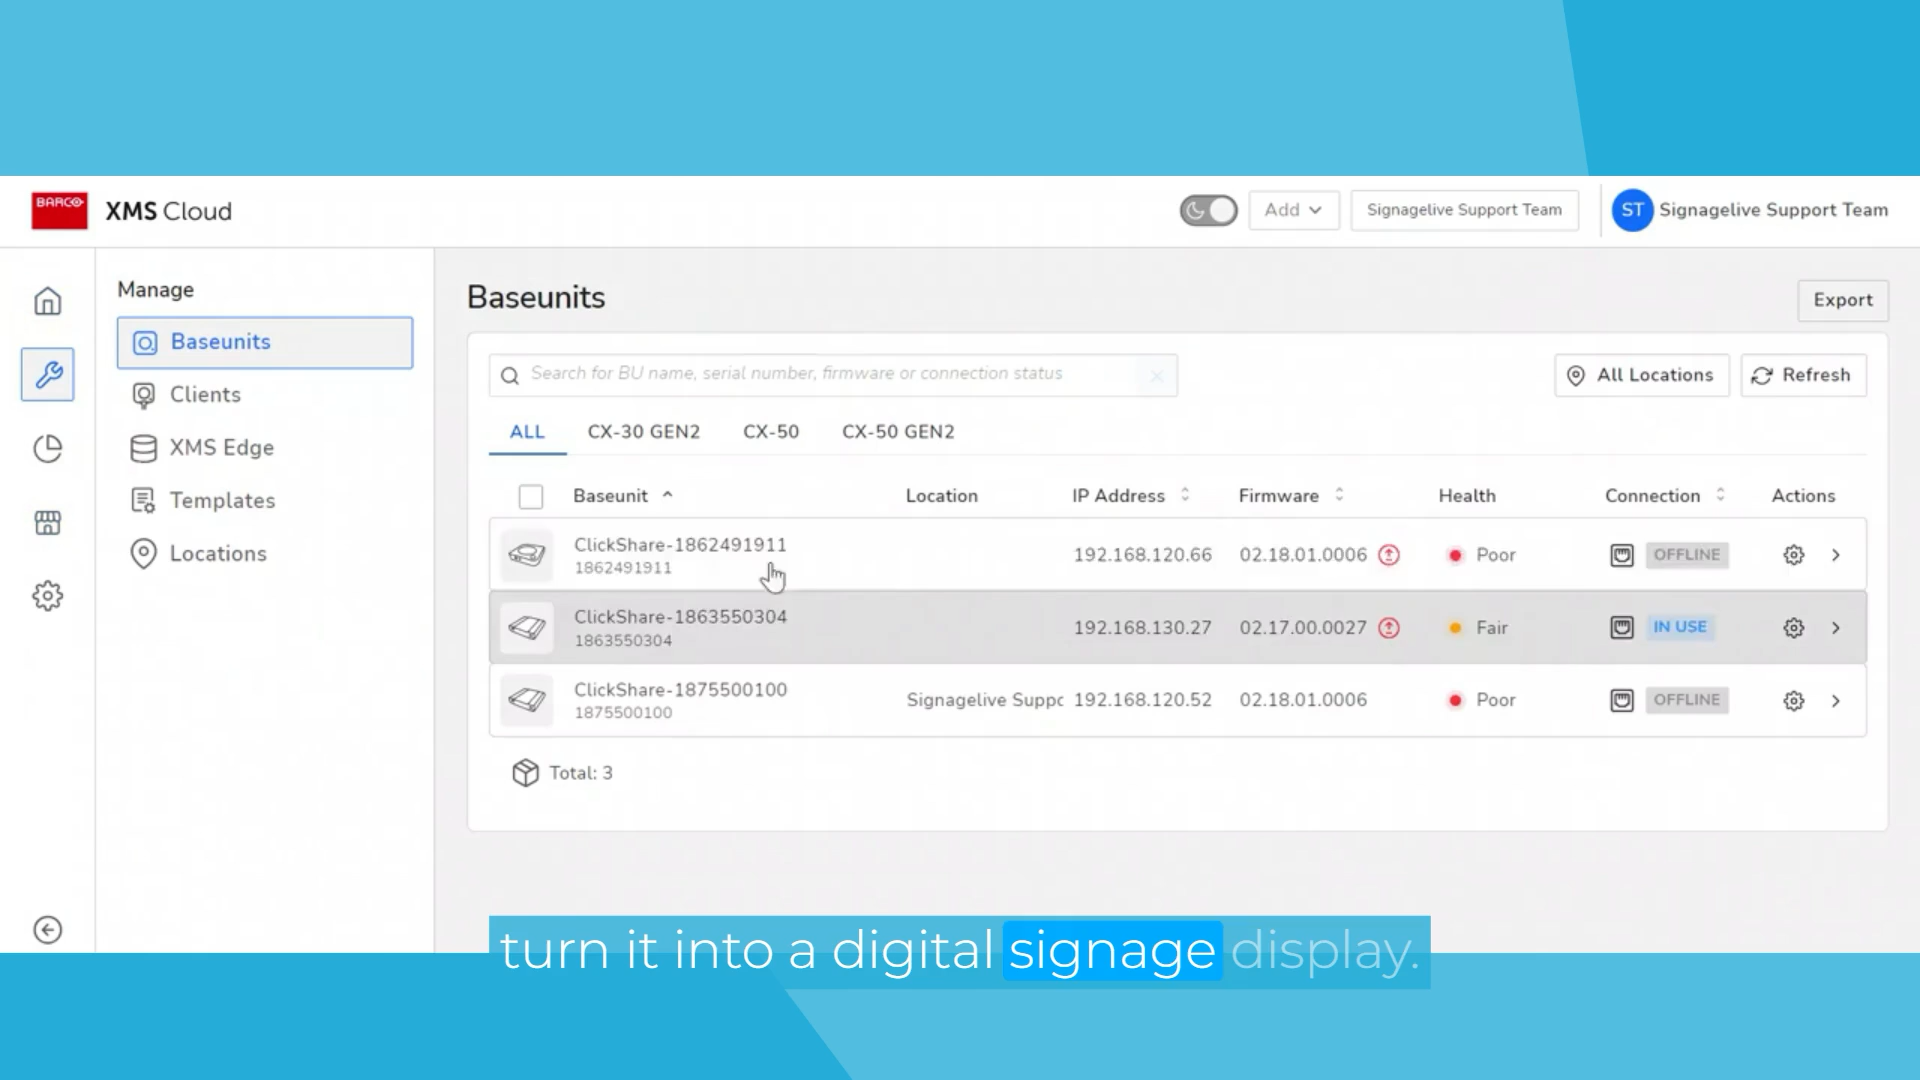 BARCO
XMS Cloud
Add
Signagelive Support Team
ST
Signagelive Support Team
Manage
Baseunits
Clients
XMS Edge
Templates
Locations
Baseunits
Export
Search for BU name, serial number, firmware or connection status
All Locations
Refresh
ALL CX-30 GEN2 CX-50 CX-50 GEN2
Baseunit Location IP Address Firmware Health Connection Actions
ClickShare-1862491911
1862491911
192.168.120.66 02.18.01.0006 Poor OFFLINE
ClickShare-1863550304
1863550304
192.168.130.27 02.17.00.0027 Fair IN USE
ClickShare-1875500100
1875500100
Signagelive Suppo 192.168.120.52 02.18.01.0006 Poor OFFLINE
Total: 3
turn it into a digital signage display.